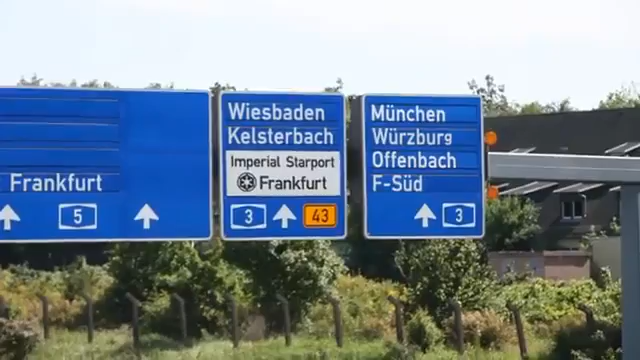 Frankfurt
5
Wiesbaden
Kelsterbach
Imperial Starport
Frankfurt
3
43
München
Würzburg
Offenbach
F-Süd
3